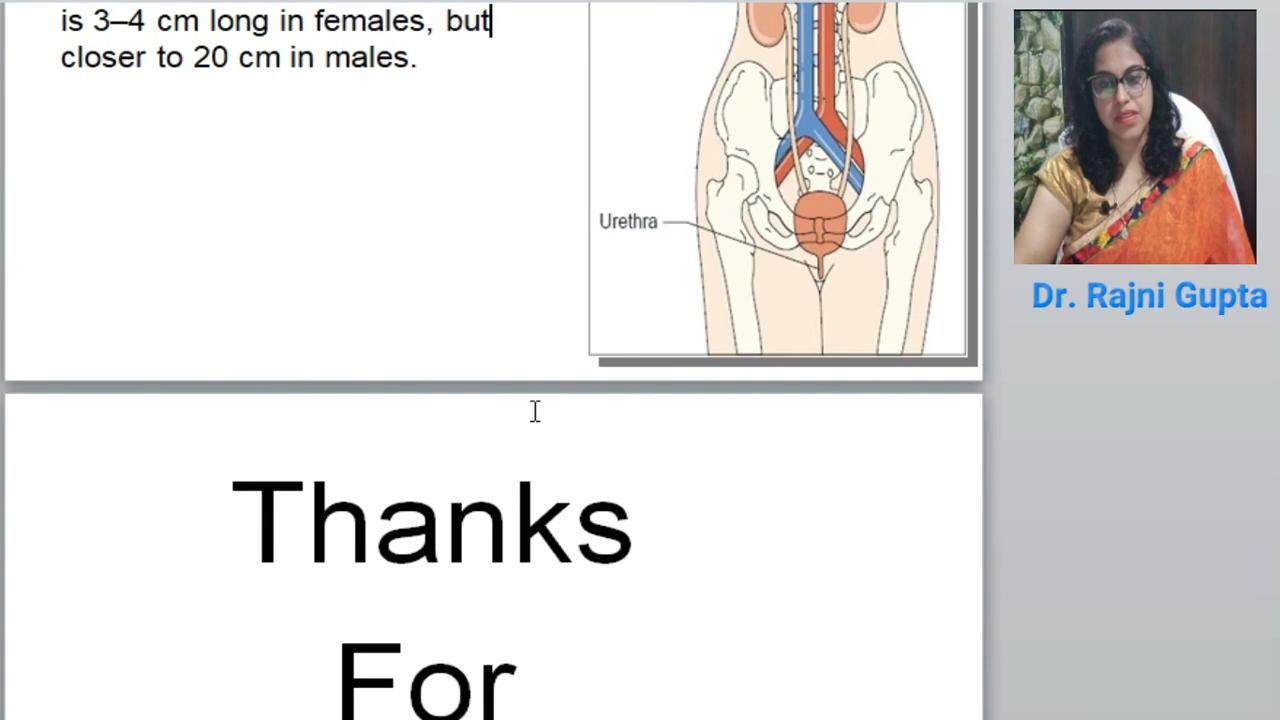 is 3–4 cm long in females, but
closer to 20 cm in males.
Urethra
Dr. Rajni Gupta
Thanks
For